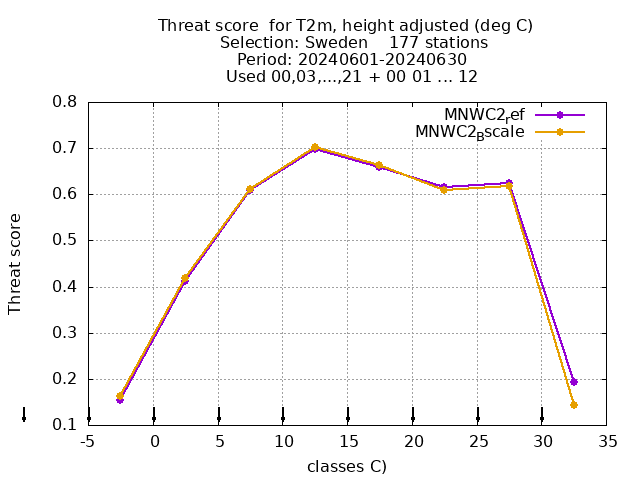 Threat score  for T2m, height adjusted (deg C)
Selection: Sweden    177 stations
Period: 20240601-20240630
Used 00,03,...,21 + 00 01 ... 12
MNWC2ref
MNWC2Bscale
Threat score
0.8
0.7
0.6
0.5
0.4
0.3
0.2
0.1
-5 0 5 10 15 20 25 30 35
classes C)